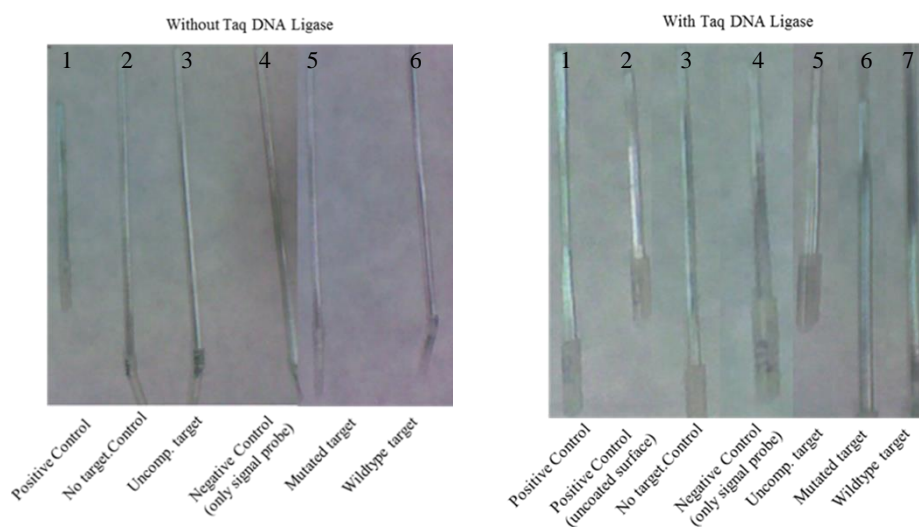 Without Taq DNA Ligase
1 2 3 4 5 6
Positive Control
No target.Control
Uncomp. target
Negative Control
(only signal probe)
Mutated target
Wildtype target
With Taq DNA Ligase
1 2 3 4 5 6 7
Positive Control
Positive Control
(uncoated surface)
No target.Control
Negative Control
(only signal probe)
Uncomp. target
Mutated target
Wildtype target